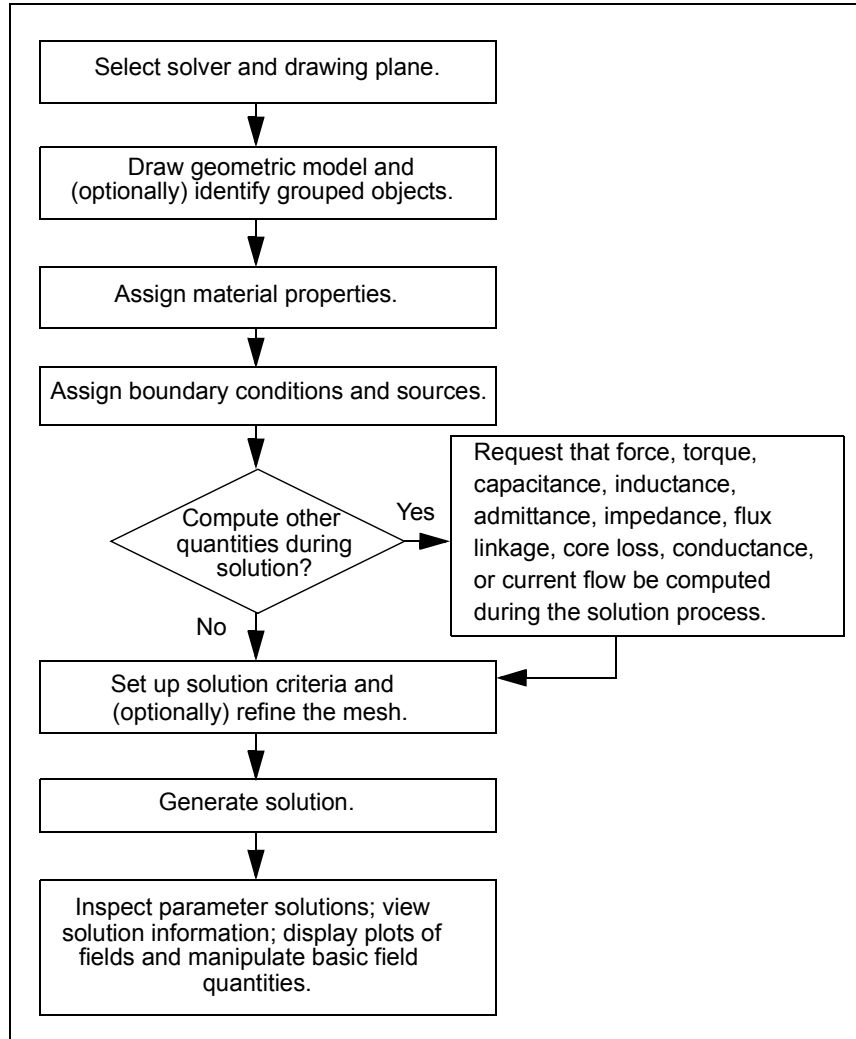 Select solver and drawing plane.
Draw geometric model and
(optionally) identify grouped objects.
Assign material properties.
Assign boundary conditions and sources.
Compute other
quantities during
solution?
Yes
Request that force, torque,
capacitance, inductance,
admittance, impedance, flux
linkage, core loss, conductance,
or current flow be computed
during the solution process.
No
Set up solution criteria and
(optionally) refine the mesh.
Generate solution.
Inspect parameter solutions; view
solution information; display plots of
fields and manipulate basic field
quantities.